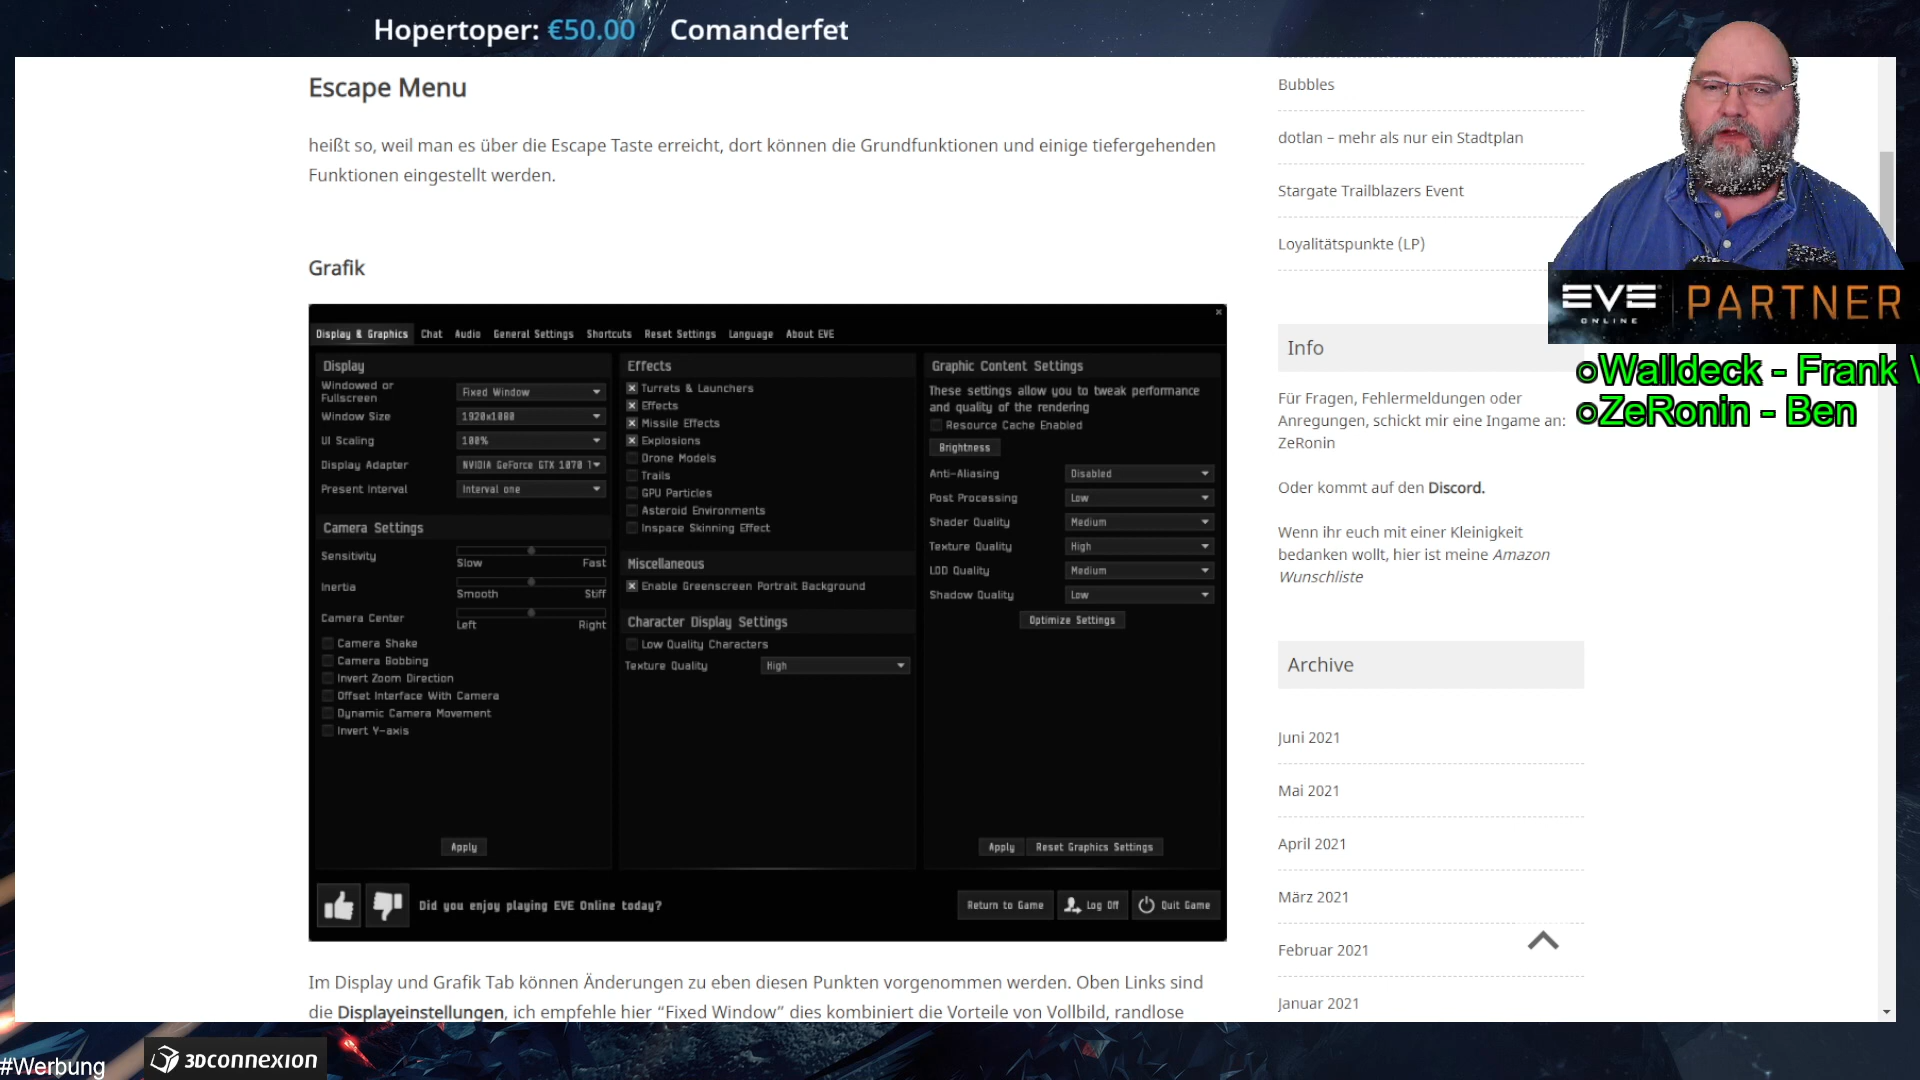 Hopertoper: €50.00 Comanderfet
Escape Menu
heißt so, weil man es über die Escape Taste erreicht, dort können die Grundfunktionen und einige tiefergehenden
Funktionen eingestellt werden.
Grafik
Display & Graphics Chat Audio General Settings Shortcuts Reset Settings Language About EVE
Display
Windowed or
Fullscreen
Fixed Window
Window Size 1920x1080
UI Scaling 100%
Display Adapter NVIDIA GeForce GTX 1070 T
Present Interval Interval one
Camera Settings
Sensitivity
Slow Fast
Inertia
Smooth Stiff
Camera Center
Left Right
Camera Shake
Camera Bobbing
Invert Zoom Direction
Offset Interface With Camera
Dynamic Camera Movement
Invert Y-axis
Apply
Effects
Turrets & Launchers
Effects
Missile Effects
Explosions
Drone Models
Trails
GPU Particles
Asteroid Environments
Inspace Skinning Effect
Miscellaneous
Enable Greenscreen Portrait Background
Character Display Settings
Low Quality Characters
Texture Quality High
Graphic Content Settings
These settings allow you to tweak performance
and quality of the rendering
Resource Cache Enabled
Brightness
Anti-Aliasing Disabled
Post Processing Low
Shader Quality Medium
Texture Quality High
LOD Quality Medium
Shadow Quality Low
Optimize Settings
Apply Reset Graphics Settings
Did you enjoy playing EVE Online today?
Return to Game Log Off Quit Game
Im Display und Grafik Tab können Änderungen zu eben diesen Punkten vorgenommen werden. Oben Links sind
die Displayeinstellungen, ich empfehle hier “Fixed Window” dies kombiniert die Vorteile von Vollbild, randlose
Bubbles
dotlan – mehr als nur ein Stadtplan
Stargate Trailblazers Event
Loyalitätspunkte (LP)
Info
Für Fragen, Fehlermeldungen oder
Anregungen, schickt mir eine Ingame an:
ZeRonin
Oder kommt auf den Discord.
Wenn ihr euch mit einer Kleinigkeit
bedanken wollt, hier ist meine Amazon
Wunschliste
Archive
Juni 2021
Mai 2021
April 2021
März 2021
Februar 2021
Januar 2021
EVE ONLINE PARTNER
Walldeck - Frank
ZeRonin - Ben
#Werbung
3DCONNEXION